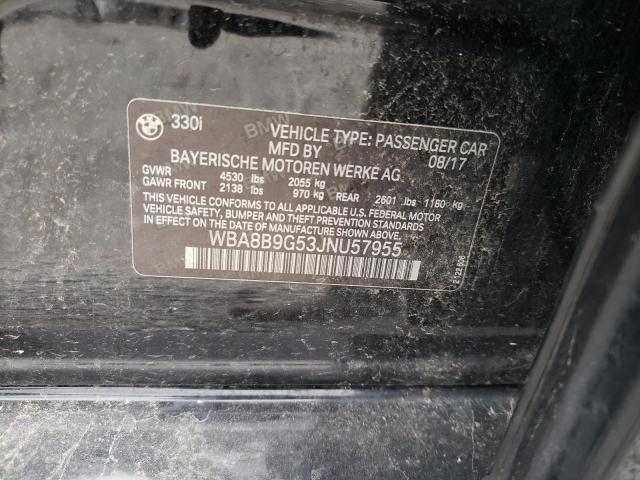 330i
VEHICLE TYPE: PASSENGER CAR
MFD BY 08/17
BAYERISCHE MOTOREN WERKE AG
GVWR 4530 lbs 2055 kg
GAWR FRONT 2138 lbs 970 kg REAR 2601 lbs 1180 kg
THIS VEHICLE CONFORMS TO ALL APPLICABLE U.S. FEDERAL MOTOR
VEHICLE SAFETY, BUMPER, AND THEFT PREVENTION STANDARDS
IN EFFECT ON THE DATE OF MANUFACTURE SHOWN ABOVE.
WBA8B9G53JNU57955